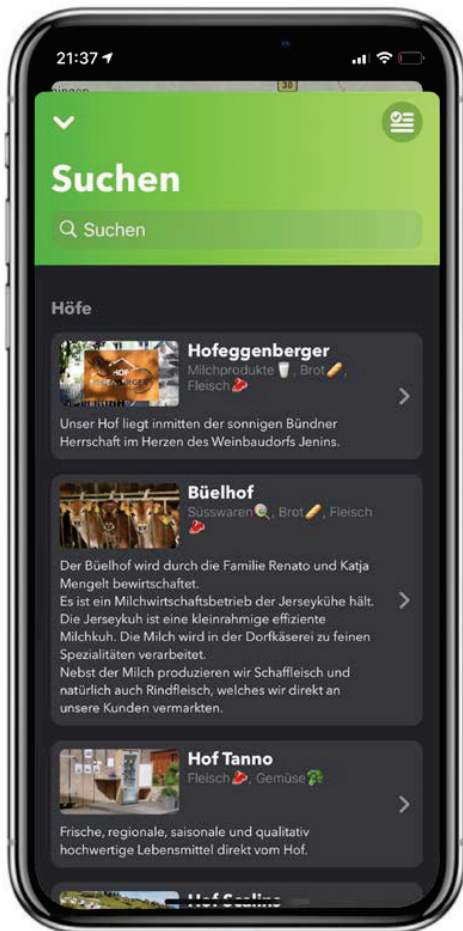 21:37
30
Suchen
Suchen
Höfe
Hofeggenberger
Milchprodukte🥛, Brot🥖,
Fleisch🥩
HOF
Unser Hof liegt inmitten der sonnigen Bündner
Herrschaft im Herzen des Weinbaudorfs Jenins.
Büelhof
Süsswaren🍭, Brot🥖, Fleisch
🥩
Der Büelhof wird durch die Familie Renato und Katja
Mengelt bewirtschaftet.
Es ist ein Milchwirtschaftsbetrieb der Jerseykühe hält.
Die Jerseykuh ist eine kleinrahmige effiziente
Milchkuh. Die Milch wird in der Dorfkäserei zu feinen
Spezialitäten verarbeitet.
Nebst der Milch produzieren wir Schaffleisch und
natürlich auch Rindfleisch, welches wir direkt an
unsere Kunden vermarkten.
Hof Tanno
Fleisch🥩, Gemüse🥦
Frische, regionale, saisonale und qualitativ
hochwertige Lebensmittel direkt vom Hof.